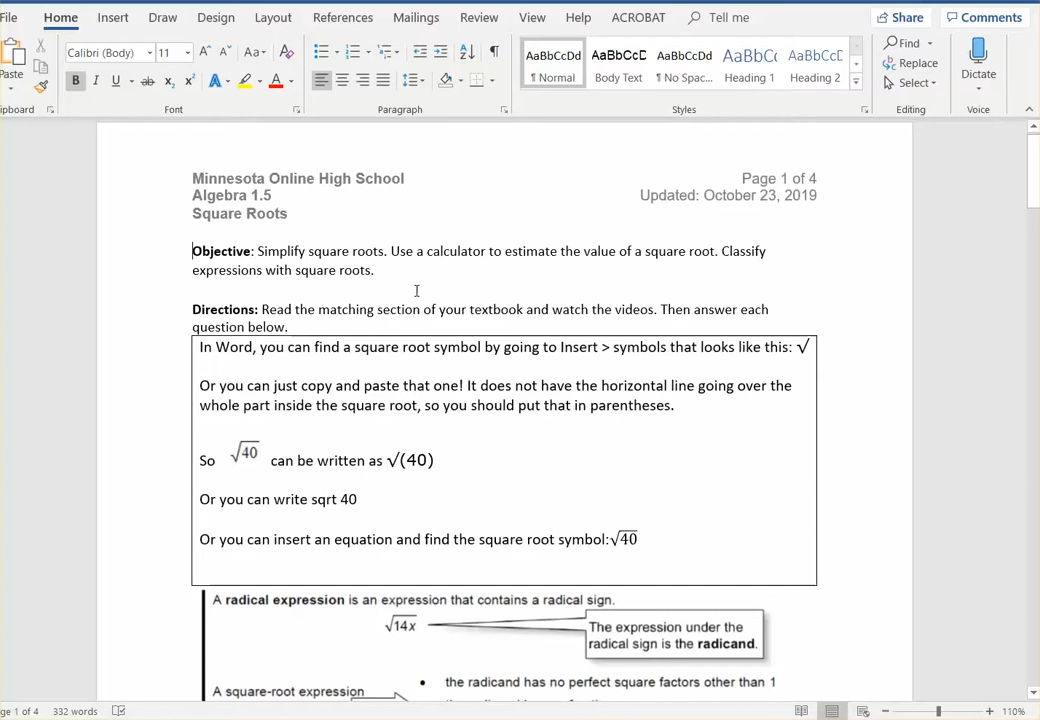 File Home Insert Draw Design Layout References Mailings Review View Help ACROBAT Tell me Share Comments
Calibri (Body) 11 Aa
AaBbCcDd AaBbCcD AaBbCcDd AaBbCc AaBbCcD
Find
Replace
Select
Paste
¶ Normal Body Text ¶ No Spac... Heading 1 Heading 2
Dictate
ipboard Font Paragraph Styles Editing Voice
Minnesota Online High School Page 1 of 4
Algebra 1.5 Updated: October 23, 2019
Square Roots
Objective: Simplify square roots. Use a calculator to estimate the value of a square root. Classify
expressions with square roots.
Directions: Read the matching section of your textbook and watch the videos. Then answer each
question below.
In Word, you can find a square root symbol by going to Insert > symbols that looks like this: √
Or you can just copy and paste that one! It does not have the horizontal line going over the
whole part inside the square root, so you should put that in parentheses.
So √40 can be written as √(40)
Or you can write sqrt 40
Or you can insert an equation and find the square root symbol:√40
A radical expression is an expression that contains a radical sign.
√14x
The expression under the
radical sign is the radicand.
• the radicand has no perfect square factors other than 1
A square-root expression
ge 1 of 4 332 words 110%